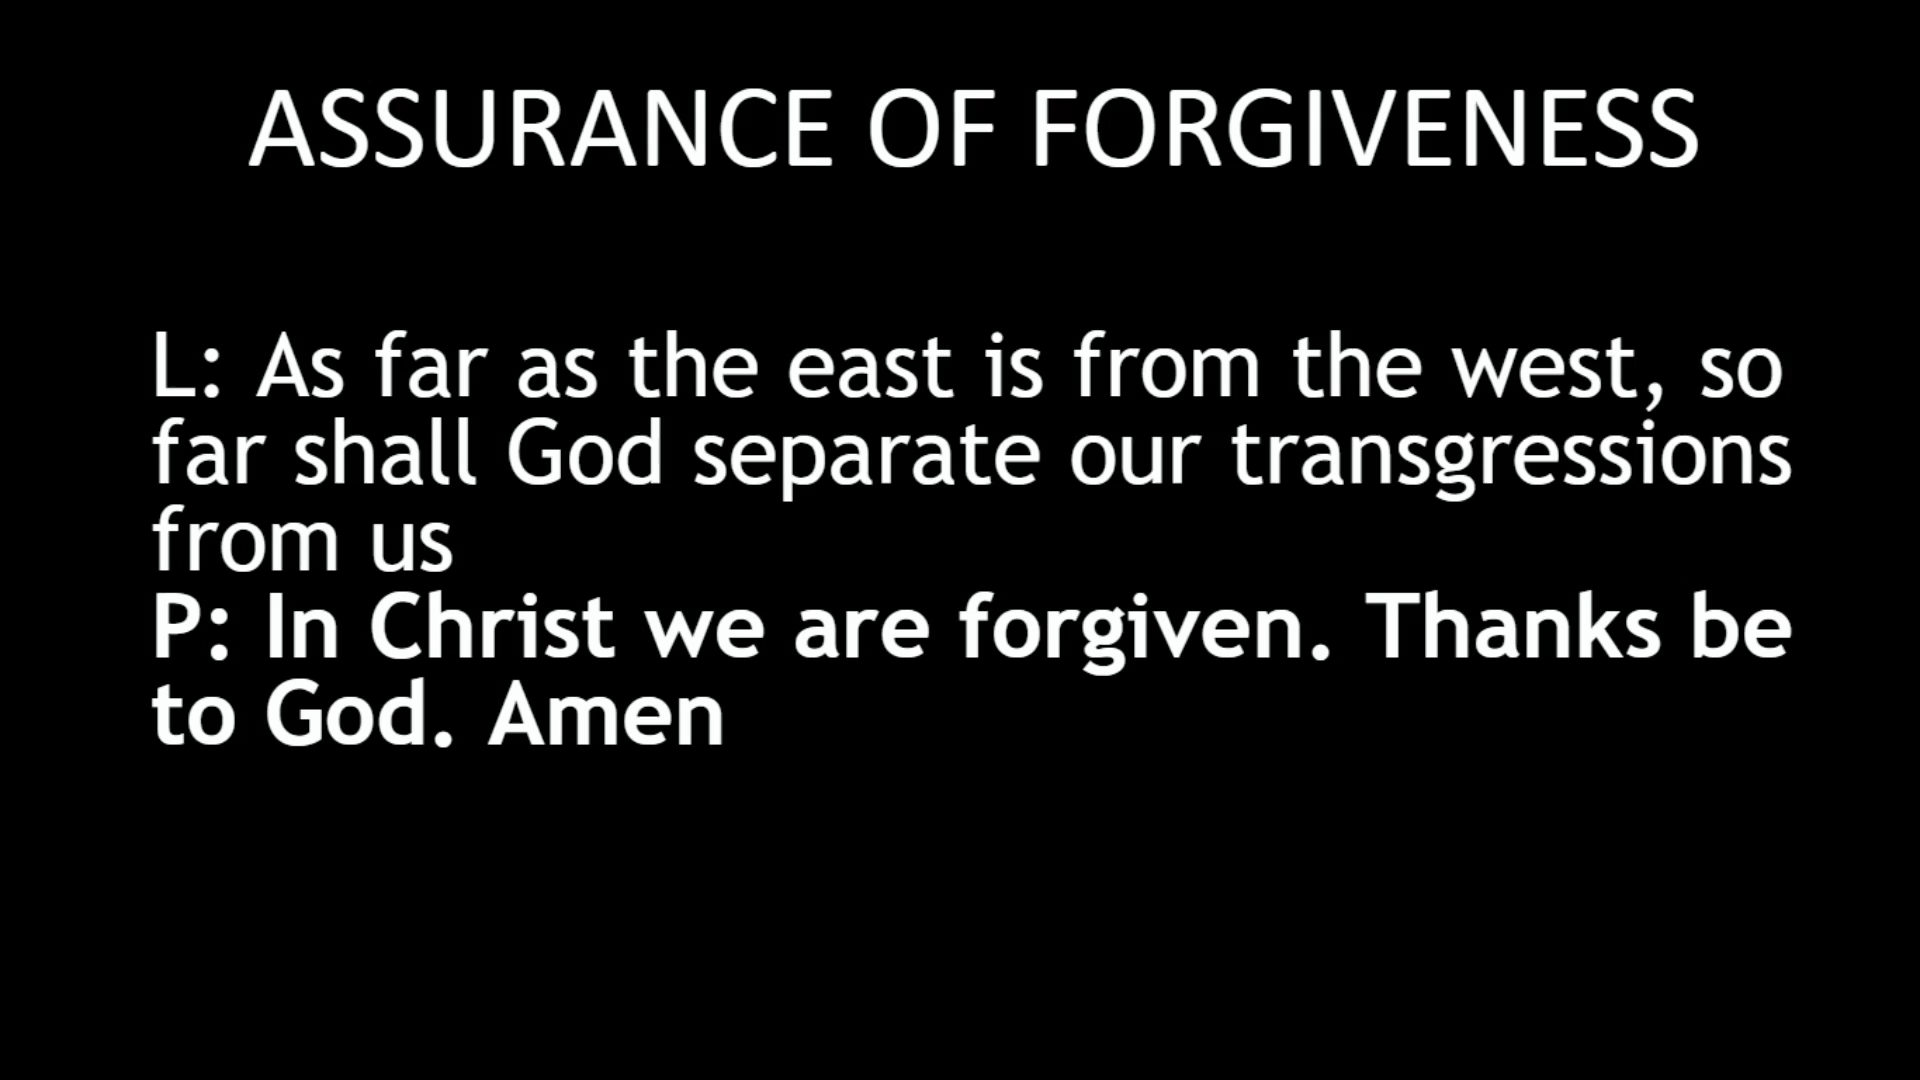 ASSURANCE OF FORGIVENESS
L: As far as the east is from the west, so
far shall God separate our transgressions
from us
P: In Christ we are forgiven. Thanks be
to God. Amen